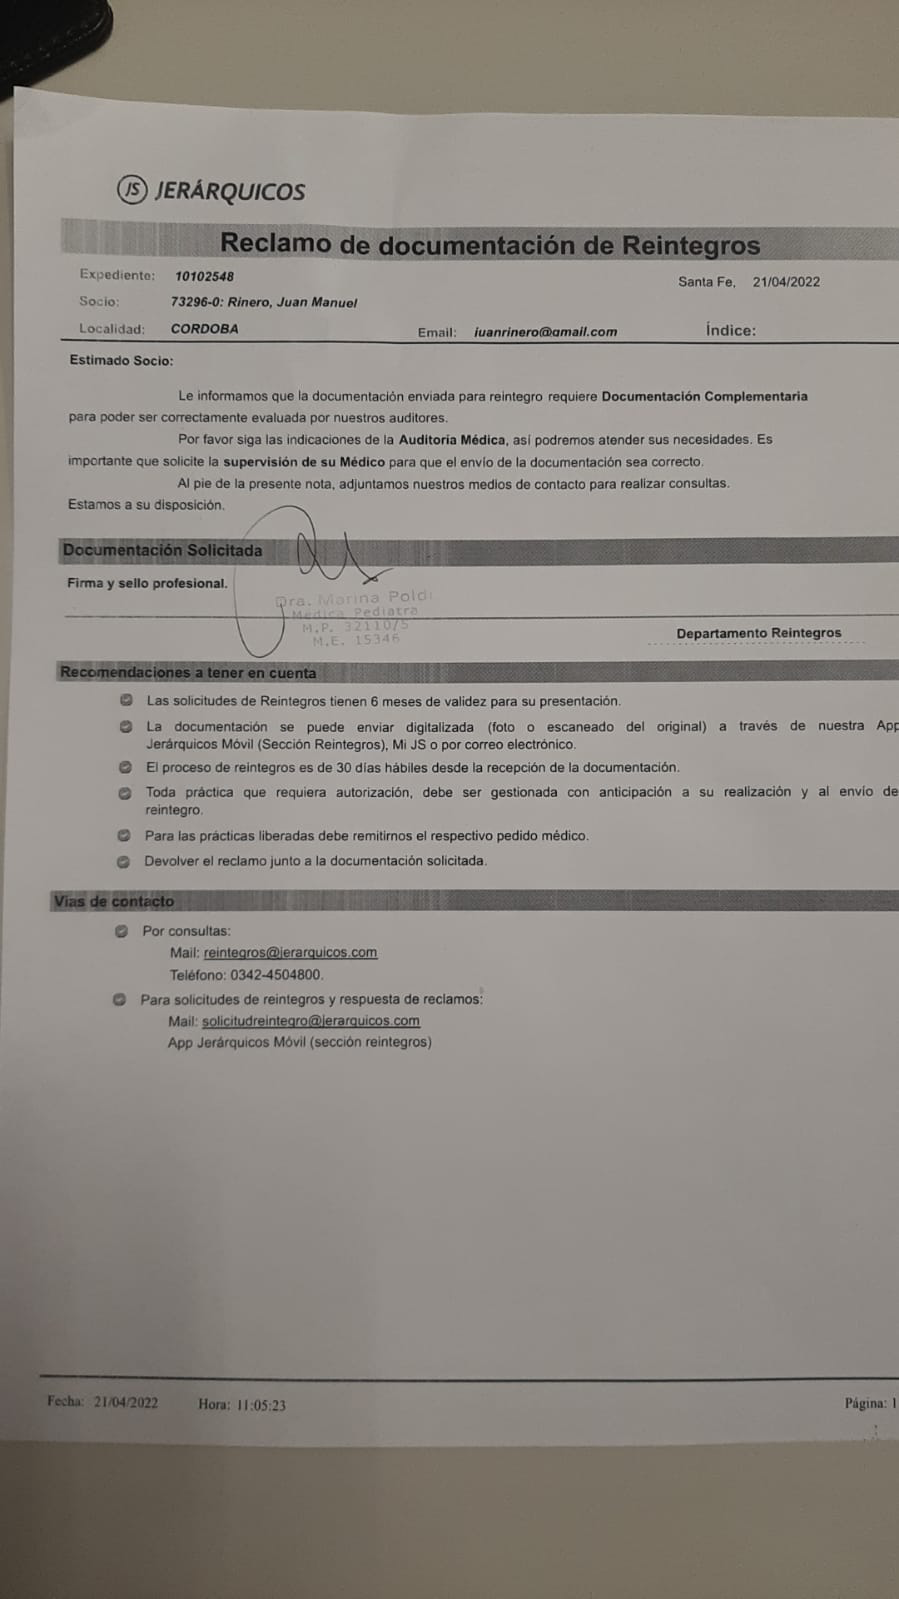 JS JERÁRQUICOS
Reclamo de documentación de Reintegros
Expediente: 10102548
Santa Fe, 21/04/2022
Socio: 73296-0: Rinero, Juan Manuel
Localidad: CORDOBA Email: iuanrinero@amail.com Índice:
Estimado Socio:
Le informamos que la documentación enviada para reintegro requiere Documentación Complementaria
para poder ser correctamente evaluada por nuestros auditores.
Por favor siga las indicaciones de la Auditoría Médica, así podremos atender sus necesidades. Es
importante que solicite la supervisión de su Médico para que el envío de la documentación sea correcto.
Al pie de la presente nota, adjuntamos nuestros medios de contacto para realizar consultas.
Estamos a su disposición.
Documentación Solicitada
Firma y sello profesional.
Dra. Marina Poldi
Médica Pediatra
M.P. 32110/5
M.E. 15346
Departamento Reintegros
Recomendaciones a tener en cuenta
Las solicitudes de Reintegros tienen 6 meses de validez para su presentación.
La documentación se puede enviar digitalizada (foto o escaneado del original) a través de nuestra App
Jerárquicos Móvil (Sección Reintegros), Mi JS o por correo electrónico.
El proceso de reintegros es de 30 días hábiles desde la recepción de la documentación.
Toda práctica que requiera autorización, debe ser gestionada con anticipación a su realización y al envío de
reintegro.
Para las prácticas liberadas debe remitirnos el respectivo pedido médico.
Devolver el reclamo junto a la documentación solicitada.
Vías de contacto
Por consultas:
Mail: reintegros@jerarquicos.com
Teléfono: 0342-4504800.
Para solicitudes de reintegros y respuesta de reclamos:
Mail: solicitudreintegro@jerarquicos.com
App Jerárquicos Móvil (sección reintegros)
Fecha: 21/04/2022 Hora: 11:05:23 Página: 1